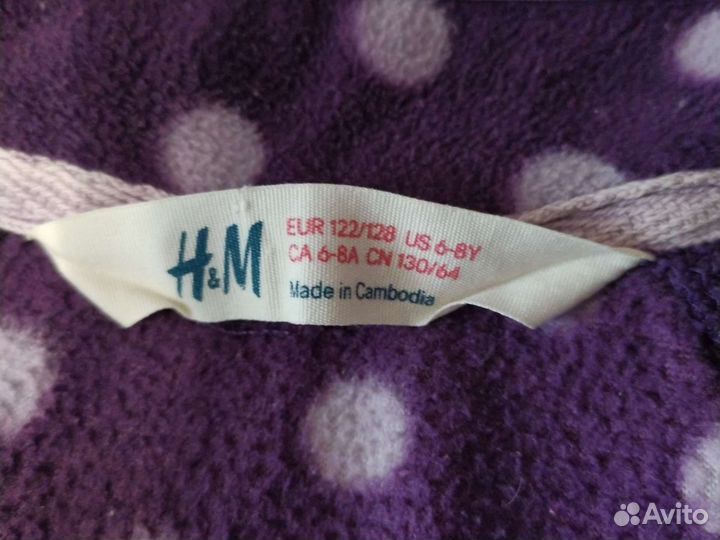 H&M
EUR 122/128 US 6-8Y
CA 6-8A CN 130/64
Made in Cambodia
Avito